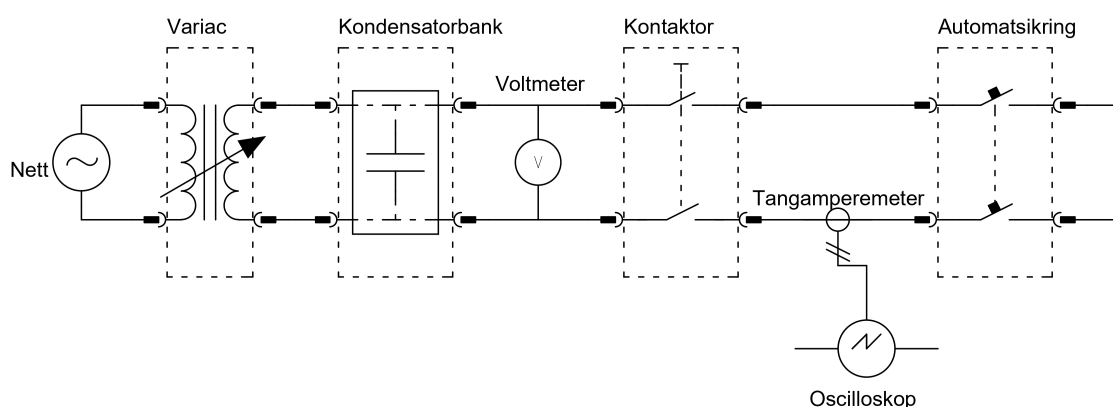 Variac
Kondensatorbank
Kontaktor
Automatsikring
Voltmeter
Nett
V
Tangamperemeter
Oscilloskop